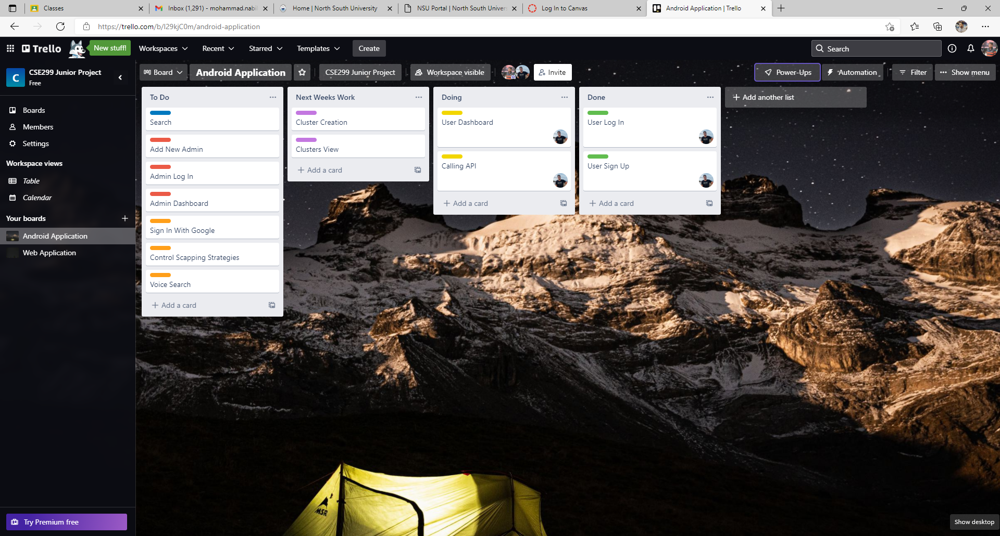 Classes
Inbox (1,291) - mohammad.nabil
Home | North South University
NSU Portal | North South Univers
Log In to Canvas
Android Application | Trello
https://trello.com/b/l29kjC0m/android-application
Trello
New stuff!
Workspaces
Recent
Starred
Templates
Create
Search
C
CSE299 Junior Project
Free
Board
Android Application
CSE299 Junior Project
Workspace visible
Invite
Power-Ups
Automation
Filter
Show menu
Boards
Members
Settings
Workspace views
Table
Calendar
Your boards
Android Application
Web Application
Try Premium free
To Do
Search
Add New Admin
Admin Log In
Admin Dashboard
Sign In With Google
Control Scapping Strategies
Voice Search
Add a card
Next Weeks Work
Cluster Creation
Clusters View
Add a card
Doing
User Dashboard
Calling API
Add a card
Done
User Log In
User Sign Up
Add a card
Add another list
MSR
Show desktop